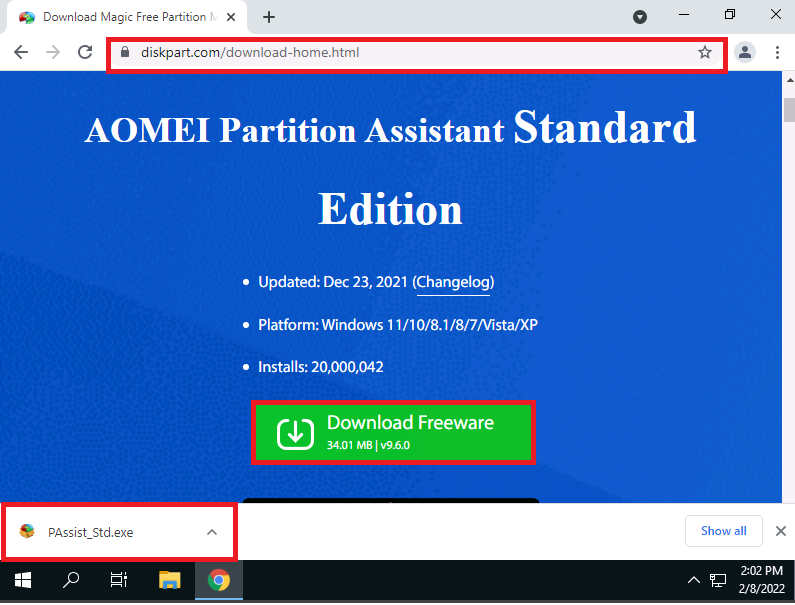 Download Magic Free Partition M
diskpart.com/download-home.html
AOMEI Partition Assistant Standard
Edition
Updated: Dec 23, 2021 (Changelog)
Platform: Windows 11/10/8.1/8/7/Vista/XP
Installs: 20,000,042
Download Freeware
34.01 MB | v9.6.0
PAssist_Std.exe
Show all
2:02 PM
2/8/2022